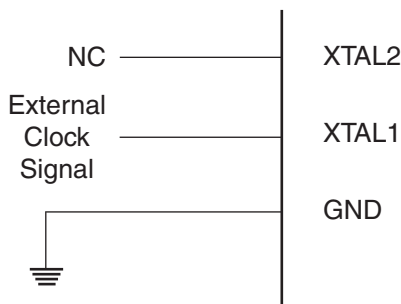 NC
XTAL2
External
Clock
Signal
XTAL1
GND